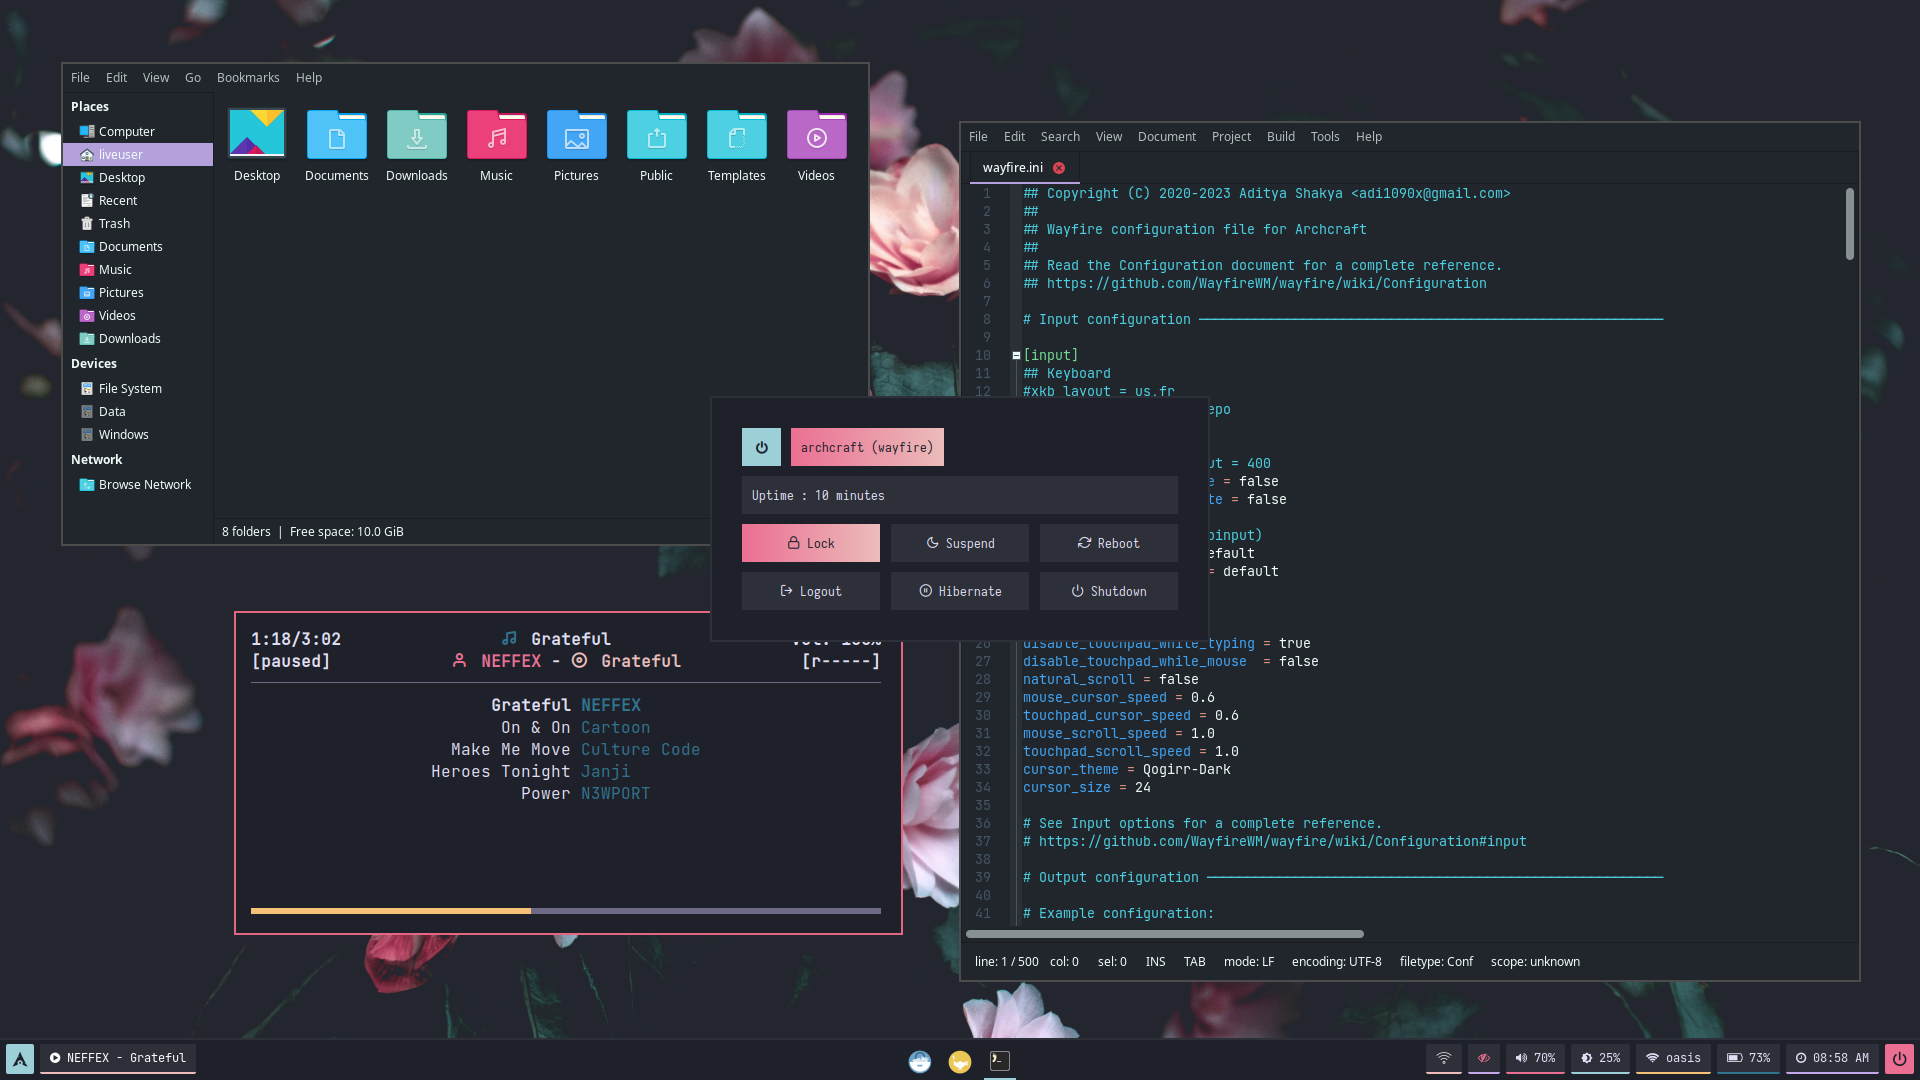 File Edit View Go Bookmarks Help
Places
Computer
liveuser
Desktop
Recent
Trash
Documents
Music
Pictures
Videos
Downloads
Devices
File System
Data
Windows
Network
Browse Network
Desktop Documents Downloads Music Pictures Public Templates Videos
8 folders | Free space: 10.0 GiB
File Edit Search View Document Project Build Tools Help
wayfire.ini
1 ## Copyright (C) 2020-2023 Aditya Shakya <adi1090x@gmail.com>
2 ##
3 ## Wayfire configuration file for Archcraft
4 ##
5 ## Read the Configuration document for a complete reference.
6 ## https://github.com/WayfireWM/wayfire/wiki/Configuration
7
8 # Input configuration
9
10 [input]
11 ## Keyboard
12 #xkb_layout = us,fr
epo
ut = 400
e = false
te = false
pinput)
efault
= default
26 disable_touchpad_while_typing = true
27 disable_touchpad_while_mouse = false
28 natural_scroll = false
29 mouse_cursor_speed = 0.6
30 touchpad_cursor_speed = 0.6
31 mouse_scroll_speed = 1.0
32 touchpad_scroll_speed = 1.0
33 cursor_theme = Qogirr-Dark
34 cursor_size = 24
35
36 # See Input options for a complete reference.
37 # https://github.com/WayfireWM/wayfire/wiki/Configuration#input
38
39 # Output configuration
40
41 # Example configuration:
line: 1 / 500 col: 0 sel: 0 INS TAB mode: LF encoding: UTF-8 filetype: Conf scope: unknown
archcraft (wayfire)
Uptime : 10 minutes
Lock Suspend Reboot
Logout Hibernate Shutdown
1:18/3:02 Grateful Vol: 100%
[paused] NEFFEX - Grateful [r-----]
Grateful NEFFEX
On & On Cartoon
Make Me Move Culture Code
Heroes Tonight Janji
Power N3WPORT
NEFFEX - Grateful 70% 25% oasis 73% 08:58 AM